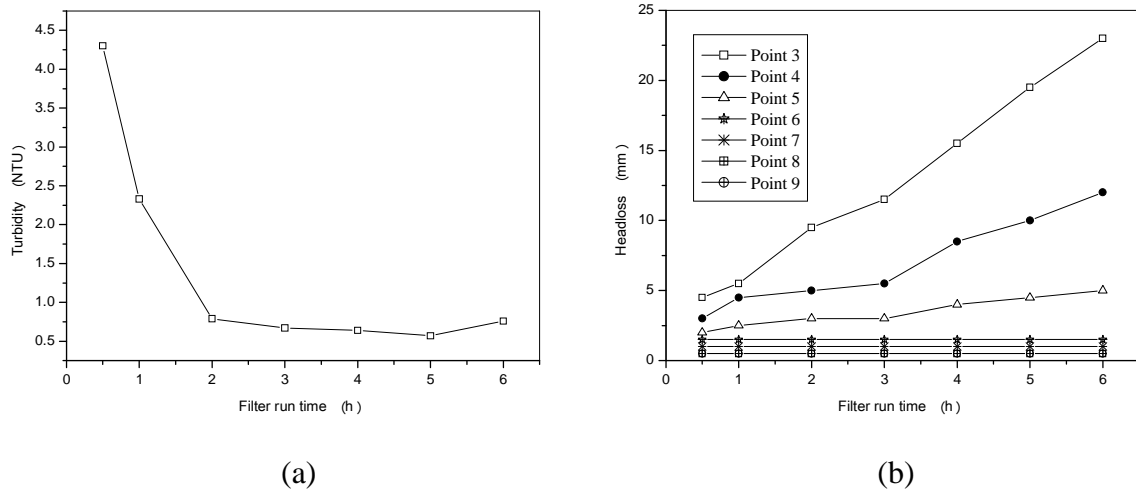 4.5
4.0
3.5
3.0
2.5
2.0
1.5
1.0
0.5
Turbidity (NTU)
0 1 2 3 4 5 6
Filter run time (h)
(a)
25
20
15
10
5
0
Headloss (mm)
Point 3
Point 4
Point 5
Point 6
Point 7
Point 8
Point 9
0 1 2 3 4 5 6
Filter run time (h)
(b)